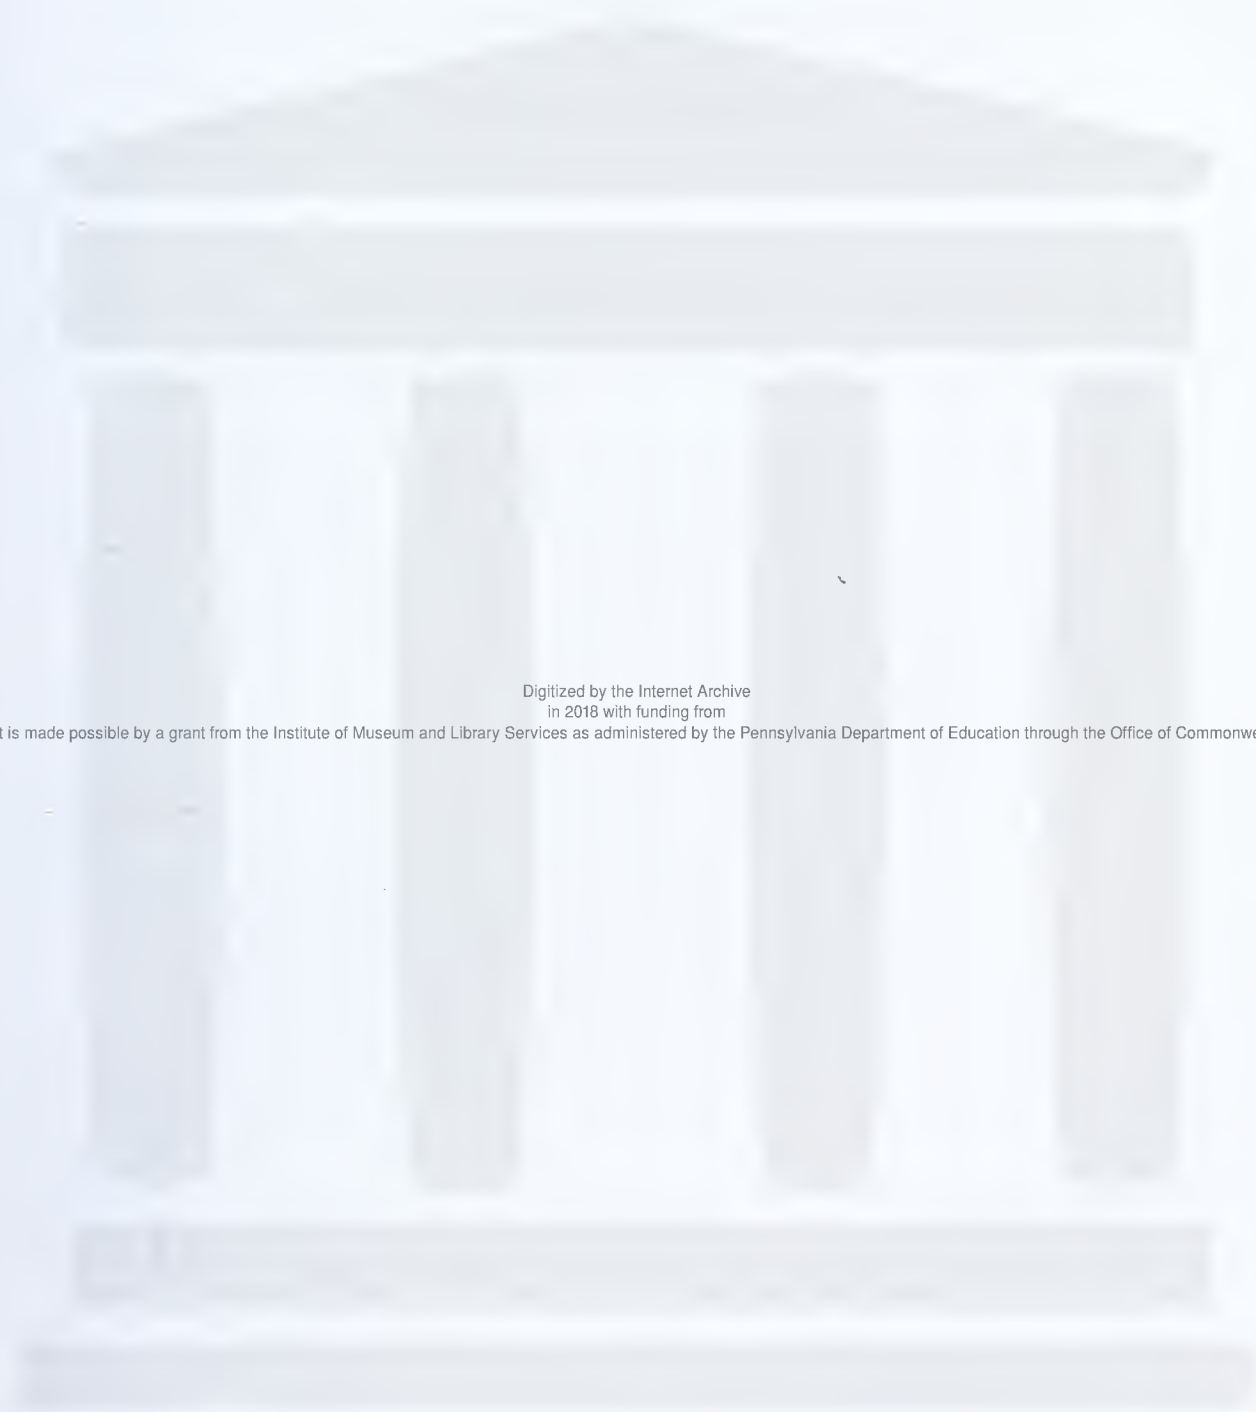 Digitized by the Internet Archive
in 2018 with funding from
is made possible by a grant from the Institute of Museum and Library Services as administered by the Pennsylvania Department of Education through the Office of